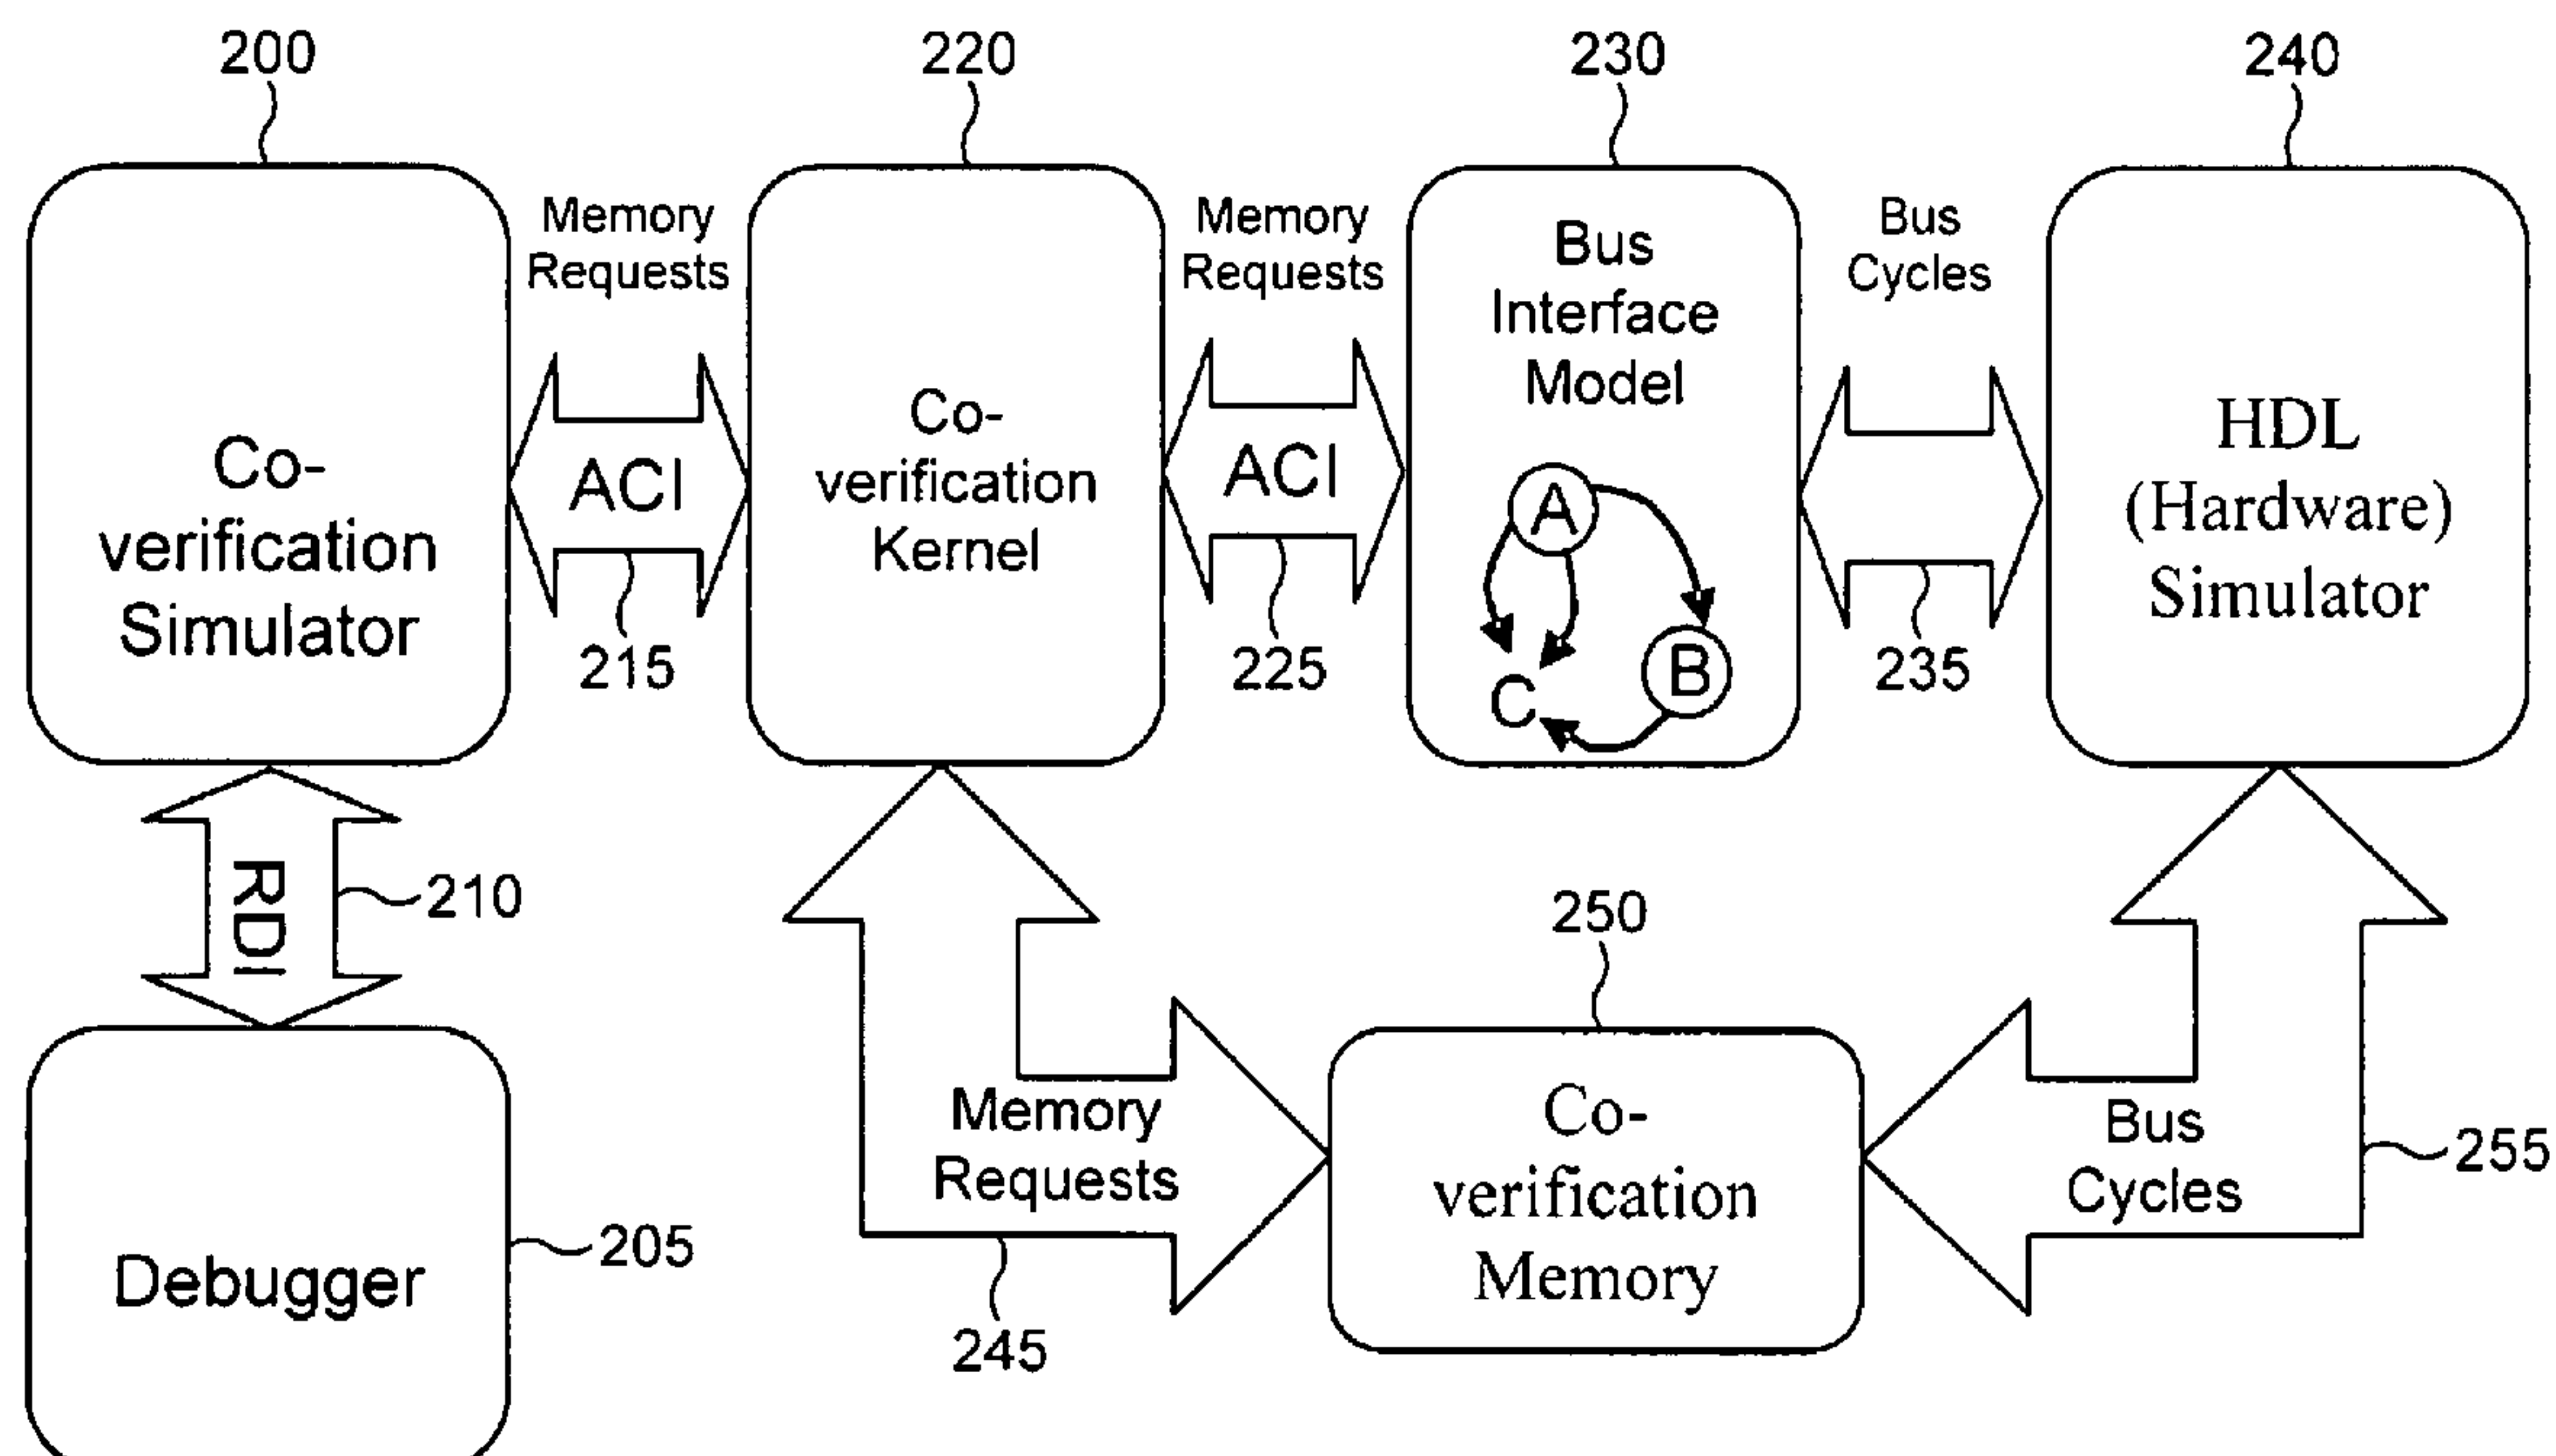 200
220
230
240
Memory
Requests
Memory
Requests
Bus
Cycles
Bus
Interface
Model
Co-
verification
Simulator
ACI
215
Co-
verification
Kernel
ACI
225
A
B
C
235
HDL
(Hardware)
Simulator
RDI
210
250
Debugger
205
Memory
Requests
245
Co-
verification
Memory
Bus
Cycles
255